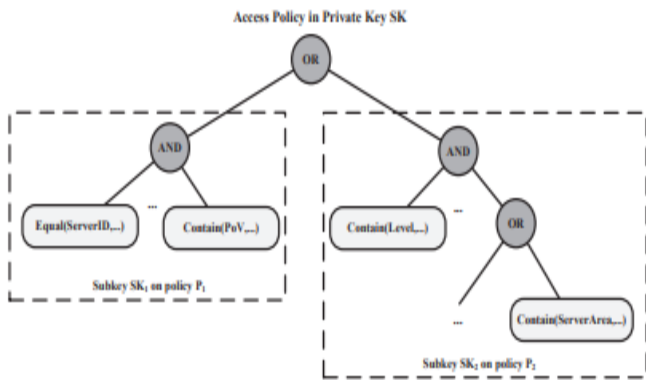 Access Policy in Private Key SK
OR
AND
AND
Equal(ServerID,...)
...
Contain(PoV,...)
Contain(Level,...)
...
OR
Subkey SK₁ on policy P₁
...
Contain(ServerArea,...)
Subkey SK₂ on policy P₂